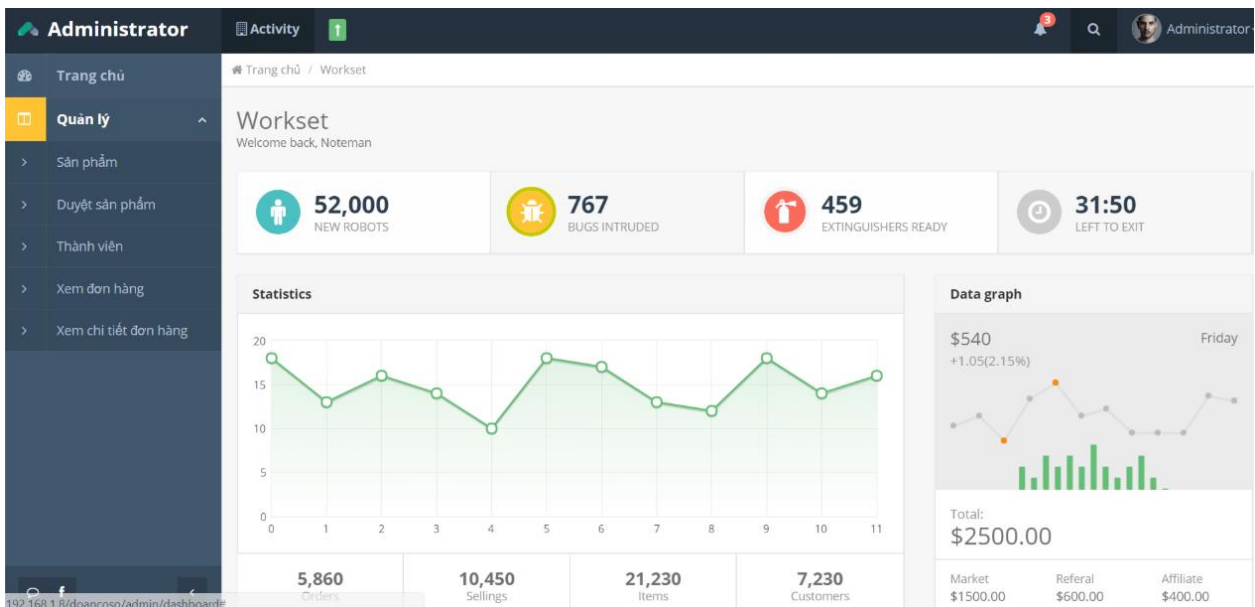 Administrator
Activity
3
Administrator
Trang chủ
Trang chủ / Workset
Quản lý
Sản phẩm
Duyệt sản phẩm
Thành viên
Xem đơn hàng
Xem chi tiết đơn hàng
Workset
Welcome back, Noteman
52,000
NEW ROBOTS
767
BUGS INTRUDED
459
EXTINGUISHERS READY
31:50
LEFT TO EXIT
Statistics
20
15
10
5
0
0 1 2 3 4 5 6 7 8 9 10 11
5,860
Orders
10,450
Sellings
21,230
Items
7,230
Customers
Data graph
$540
Friday
+1.05(2.15%)
Total:
$2500.00
Market
$1500.00
Referal
$600.00
Affiliate
$400.00
192.168.1.8/doancoso/admin/dashboard#